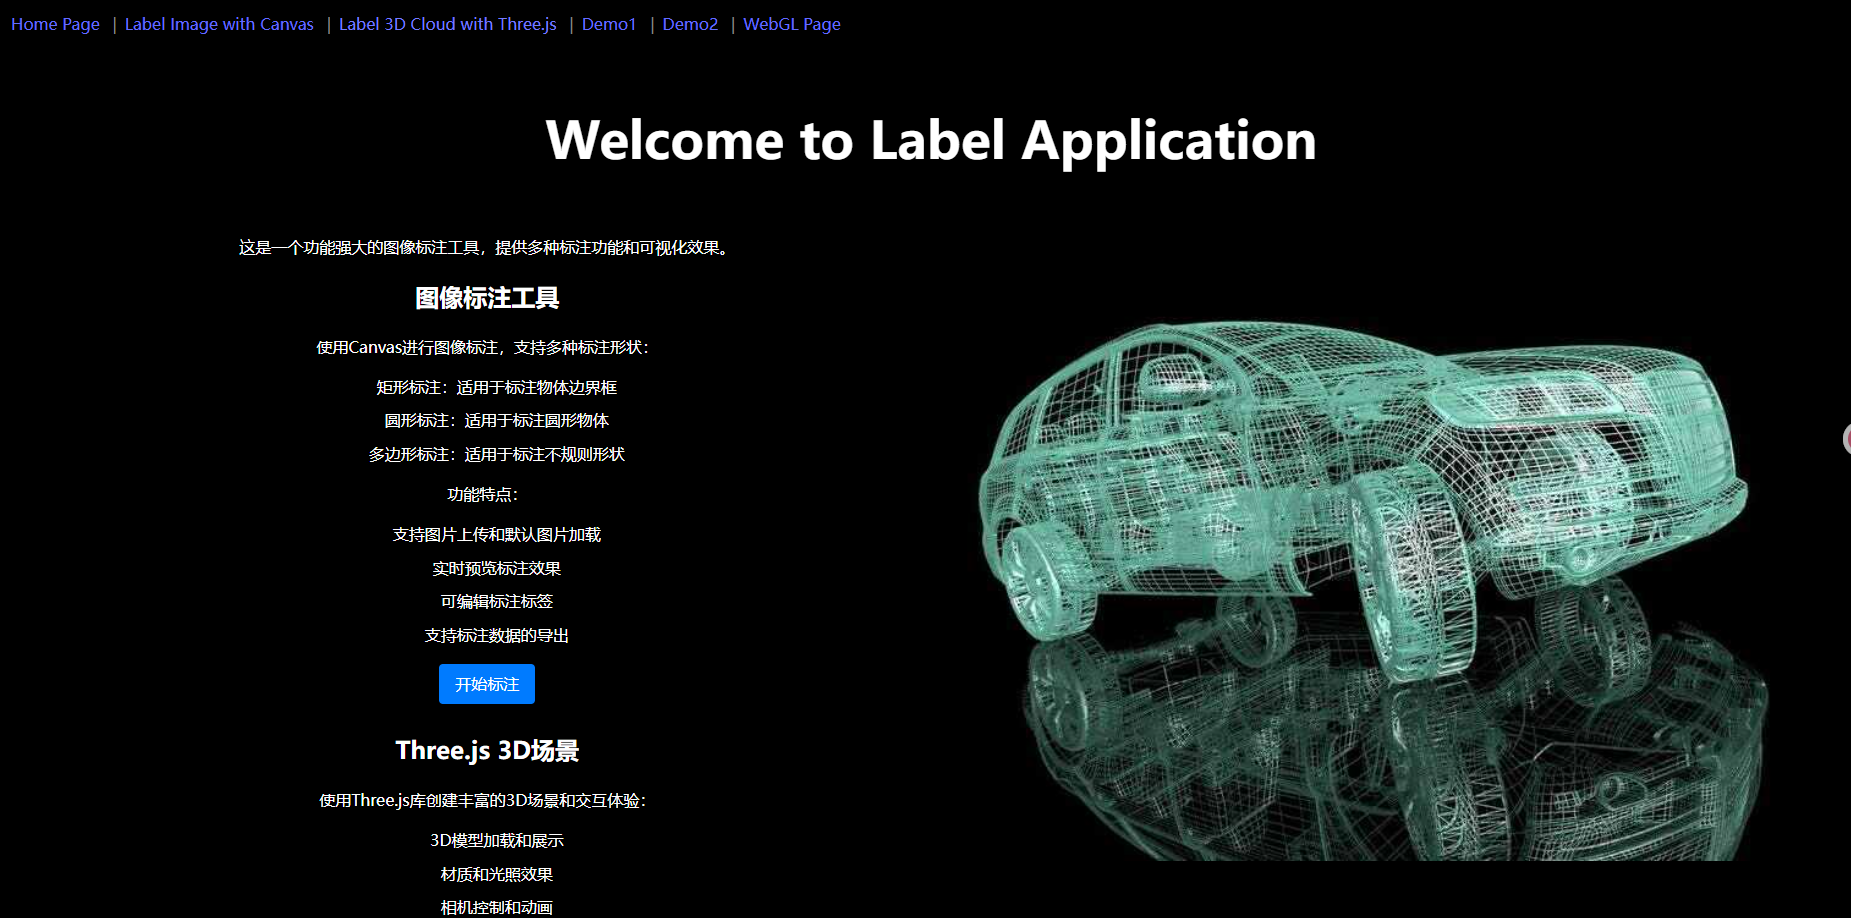 Home Page | Label Image with Canvas | Label 3D Cloud with Three.js | Demo1 | Demo2 | WebGL Page
Welcome to Label Application
这是一个功能强大的图像标注工具，提供多种标注功能和可视化效果。
图像标注工具
使用Canvas进行图像标注，支持多种标注形状：
矩形标注：适用于标注物体边界框
圆形标注：适用于标注圆形物体
多边形标注：适用于标注不规则形状
功能特点：
支持图片上传和默认图片加载
实时预览标注效果
可编辑标注标签
支持标注数据的导出
开始标注
Three.js 3D场景
使用Three.js库创建丰富的3D场景和交互体验：
3D模型加载和展示
材质和光照效果
相机控制和动画